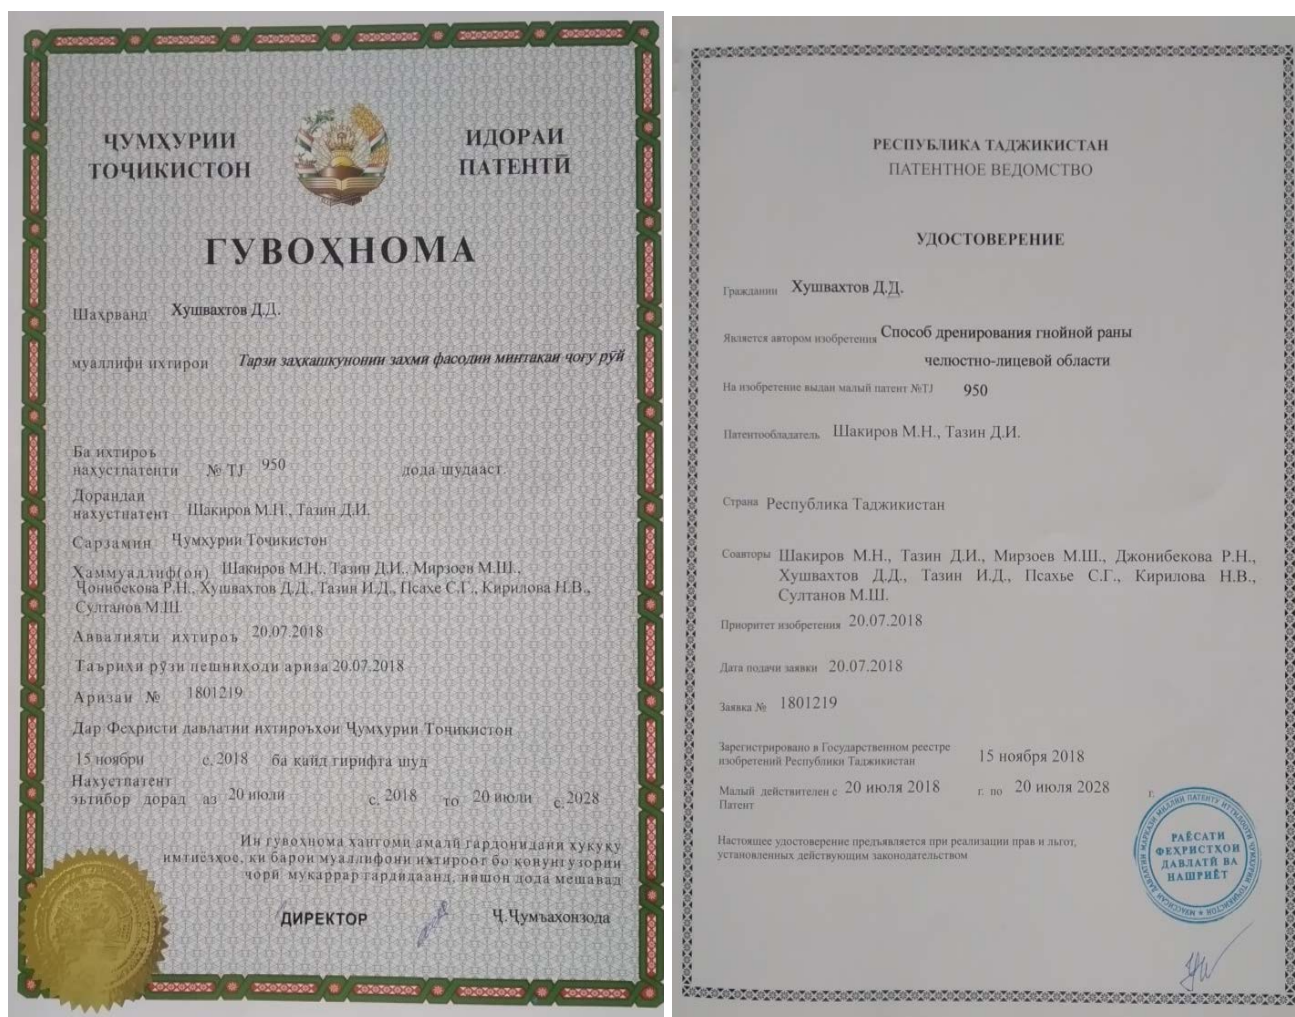 ҶУМҲУРИИ
ТОҶИКИСТОН
ИДОРАИ
ПАТЕНТӢ
ГУВОҲНОМА
Шаҳрванд Хушвахтов Д.Д.
муаллифи ихтирои Тарзи заҳкашкунонии захми фасодии минтакаи ҷоғу рӯй
Ба ихтироъ
нахустпатенти № TJ 950 дода шудааст.
Дорандаи
нахустпатент Шакиров М.Н., Тазин Д.И.
Сарзамин Ҷумҳурии Тоҷикистон
Ҳаммуаллиф(он) Шакиров М.Н., Тазин Д.И., Мирзоев М.Ш.,
Ҷонибекова Р.Н., Хушвахтов Д.Д., Тазин И.Д., Псахе С.Г., Кирилова Н.В.,
Султанов М.Ш.
Аввалияти ихтироъ 20.07.2018
Таърихи рӯзи пешниҳоди ариза 20.07.2018
Аризаи № 1801219
Дар Феҳристи давлатии ихтироъҳои Ҷумҳурии Тоҷикистон
15 ноябри с. 2018 ба қайд гирифта шуд
Нахустпатент
эътибор дорад аз 20 июли с. 2018 то 20 июли с. 2028
Ин гувоҳнома ҳангоми амалӣ гардонидани ҳуқуқу
имтиёзҳое, ки барои муаллифони ихтироот бо қонунгузории
ҷорӣ муқаррар гардидаанд, нишон дода мешавад
ДИРЕКТОР Ҷ.Ҷумъахонзода
РЕСПУБЛИКА ТАДЖИКИСТАН
ПАТЕНТНОЕ ВЕДОМСТВО
УДОСТОВЕРЕНИЕ
Гражданин Хушвахтов Д.Д.
Является автором изобретения Способ дренирования гнойной раны
челюстно-лицевой области
На изобретение выдан малый патент №TJ 950
Патентообладатель Шакиров М.Н., Тазин Д.И.
Страна Республика Таджикистан
Соавторы Шакиров М.Н., Тазин Д.И., Мирзоев М.Ш., Джонибекова Р.Н.,
Хушвахтов Д.Д., Тазин И.Д., Псахье С.Г., Кирилова Н.В.,
Султанов М.Ш.
Приоритет изобретения 20.07.2018
Дата подачи заявки 20.07.2018
Заявка № 1801219
Зарегистрировано в Государственном реестре
изобретений Республики Таджикистан 15 ноября 2018
Малый действителен с 20 июля 2018 г. по 20 июля 2028 г.
Патент
Настоящее удостоверение предъявляется при реализации прав и льгот,
установленных действующим законодательством
РАЁСАТИ
ФЕҲРИСТҲОИ
ДАВЛАТӢ ВА
НАШРИЁТ